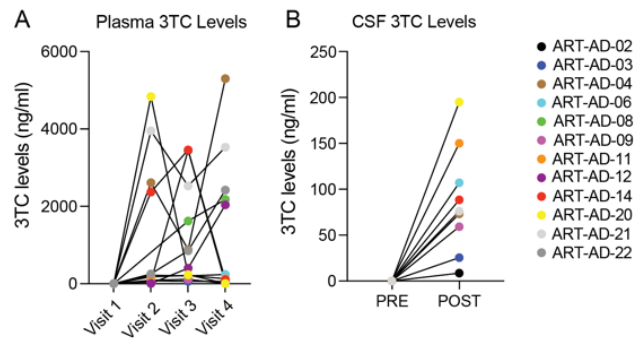 A
Plasma 3TC Levels
3TC levels (ng/ml)
6000
4000
2000
0
Visit 1
Visit 2
Visit 3
Visit 4
B
CSF 3TC Levels
3TC levels (ng/ml)
250
200
150
100
50
0
PRE
POST
ART-AD-02
ART-AD-03
ART-AD-04
ART-AD-06
ART-AD-08
ART-AD-09
ART-AD-11
ART-AD-12
ART-AD-14
ART-AD-20
ART-AD-21
ART-AD-22